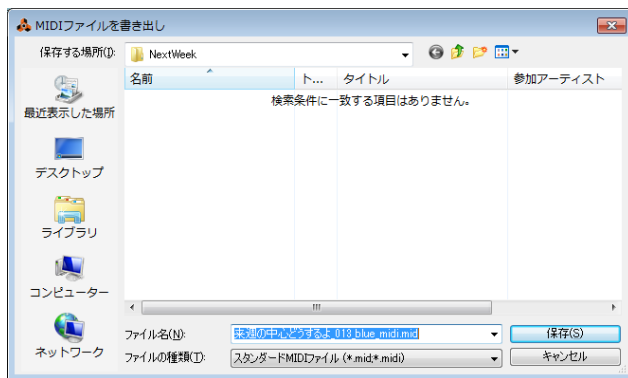 MIDIファイルを書き出し
保存する場所(I):
NextWeek
名前
ト...
タイトル
参加アーティスト
検索条件に一致する項目はありません。
最近表示した場所
デスクトップ
ライブラリ
コンピューター
ネットワーク
ファイル名(N):
来週の中心どうするよ_013_blue_midi.mid
保存(S)
ファイルの種類(T):
スタンダードMIDIファイル (*.mid;*.midi)
キャンセル